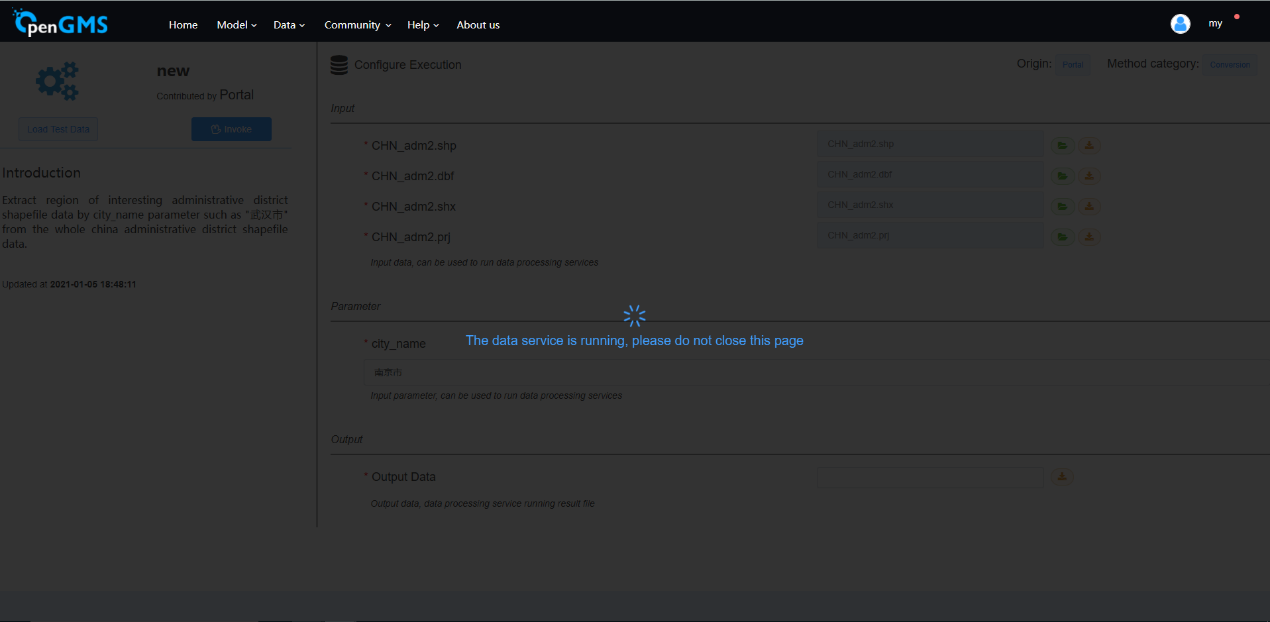 OpenGMS
Home Model Data Community Help About us my
new
Contributed by Portal
Load Test Data
Invoke
Introduction
Extract region of interesting administrative district
shapefile data by city_name parameter such as "武汉市"
from the whole china administrative district shapefile
data.
Updated at 2021-01-06 18:48:11
Configure Execution
Origin: Portal Method category: Conversion
Input
* CHN_adm2.shp CHN_adm2.shp
* CHN_adm2.dbf CHN_adm2.dbf
* CHN_adm2.shx CHN_adm2.shx
* CHN_adm2.prj CHN_adm2.prj
Input data, can be used to run data processing services
Parameter
The data service is running, please do not close this page
* city_name
南京市
Input parameter, can be used to run data processing services
Output
* Output Data
Output data, data processing service running result file